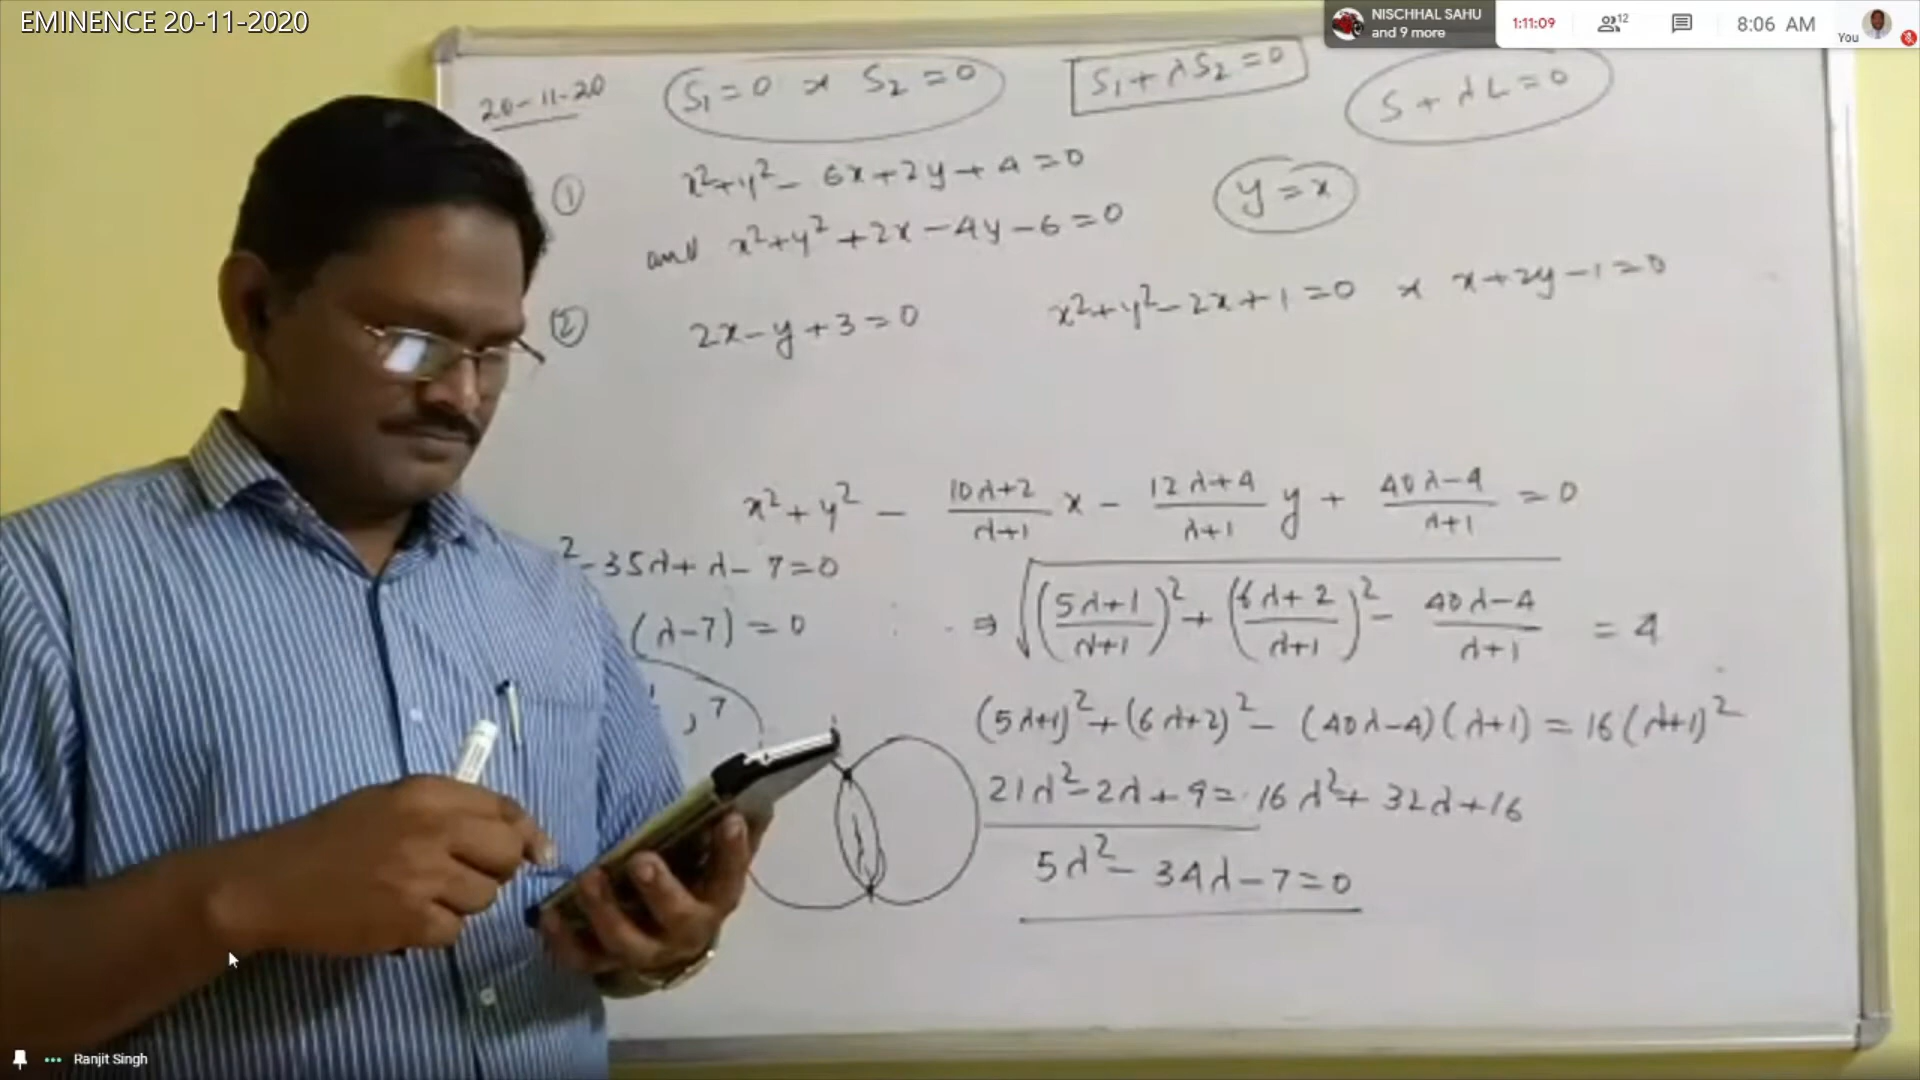 EMINENCE 20-11-2020
NISCHHAL SAHU
and 9 more
1:11:09
12
8:06 AM
You
20-11-20
S₁=0 & S₂=0
S₁+λS₂=0
S+λL=0
① x²+y²-6x+2y+4=0
and x²+y²+2x-4y-6=0
y=x
② 2x-y+3=0
x²+y²-2x+1=0 & x+2y-1=0
x²+y² - (10λ+2)/(λ+1) x - (12λ+4)/(λ+1) y + (40λ-4)/(λ+1) = 0
²-35λ+λ-7=0
(λ-7)=0
, 7
⇒ √(((5λ+1)/(λ+1))² + ((6λ+2)/(λ+1))² - (40λ-4)/(λ+1)) = 4
(5λ+1)²+(6λ+2)²-(40λ-4)(λ+1)=16(λ+1)²
21λ²-2λ+9=16λ²+32λ+16
5λ²-34λ-7=0
Ranjit Singh